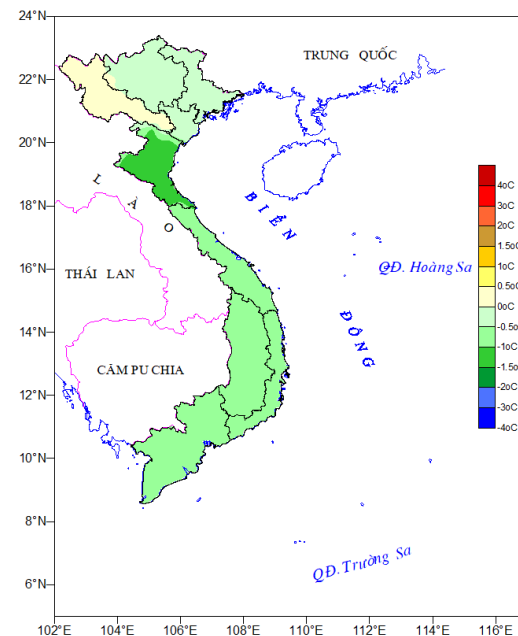 24°N
22°N
20°N
18°N
16°N
14°N
12°N
10°N
8°N
6°N
102°E 104°E 106°E 108°E 110°E 112°E 114°E 116°E
TRUNG QUỐC
LÀO
BIỂN
ĐÔNG
THÁI LAN
QĐ. Hoàng Sa
CĂM PU CHIA
QĐ. Trường Sa
4oC
3oC
2oC
1.5oC
1oC
0.5oC
0oC
-0.5oC
-1oC
-1.5oC
-2oC
-3oC
-4oC